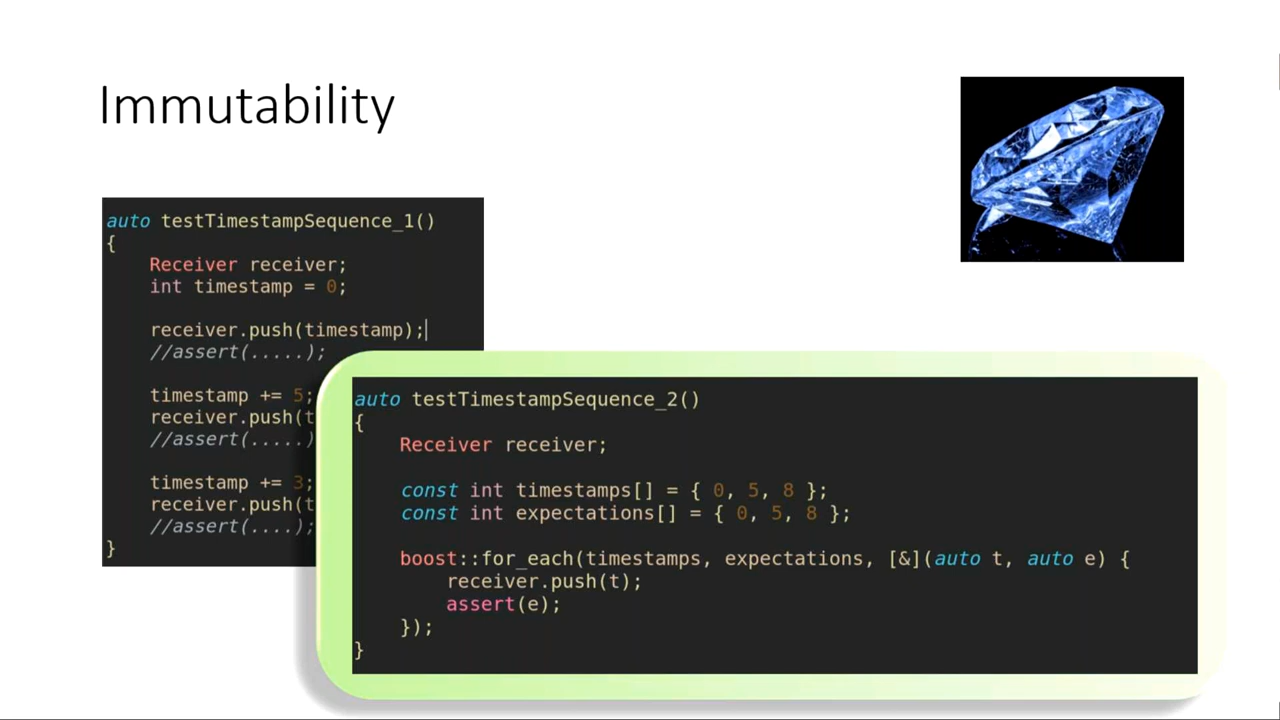 Immutability
auto testTimestampSequence_1()
{
Receiver receiver;
int timestamp = 0;
receiver.push(timestamp);
//assert(.....);
timestamp += 5;
receiver.push(t
//assert(.....)
timestamp += 3;
receiver.push(t
//assert(....);
}
auto testTimestampSequence_2()
{
Receiver receiver;
const int timestamps[] = { 0, 5, 8 };
const int expectations[] = { 0, 5, 8 };
boost::for_each(timestamps, expectations, [&](auto t, auto e) {
receiver.push(t);
assert(e);
});
}